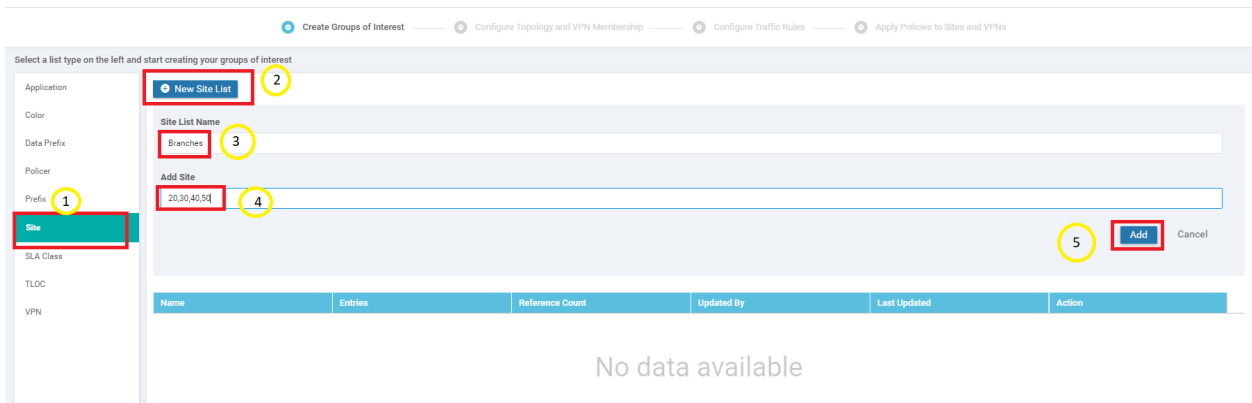 Create Groups of Interest Configure Topology and VPN Membership Configure Traffic Rules Apply Policies to Sites and VPNs
Select a list type on the left and start creating your groups of interest
Application
Color
Data Prefix
Policer
Prefix
1
Site
SLA Class
TLOC
VPN
New Site List
2
Site List Name
Branches
3
Add Site
20,30,40,50
4
5
Add Cancel
Name Entries Reference Count Updated By Last Updated Action
No data available